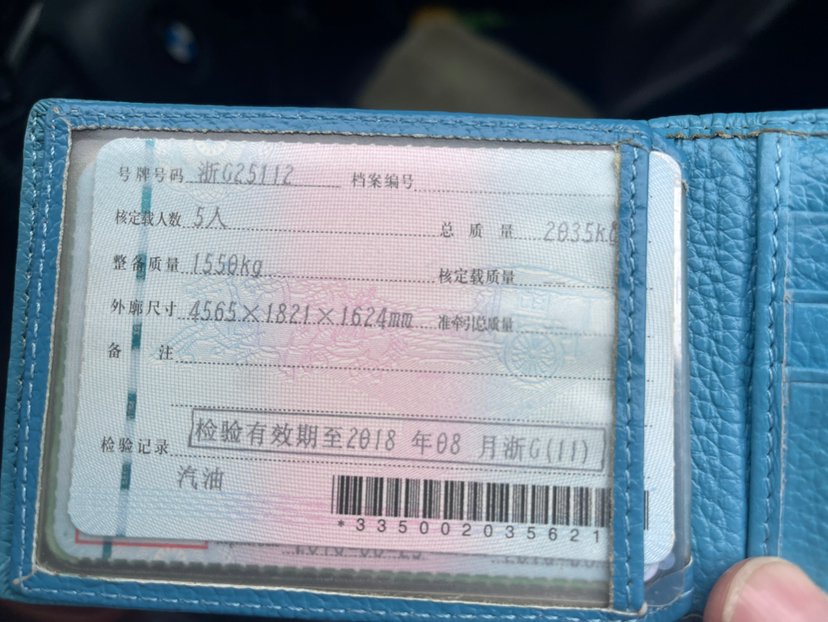 号牌号码 浙G25112 档案编号
核定载人数 5人 总质量 2035kg
整备质量 1550kg 核定载质量 --
外廓尺寸 4565×1821×1624mm 准牵引总质量 --
备注
检验记录 检验有效期至2018年08月浙G(11)
汽油
*335002035621